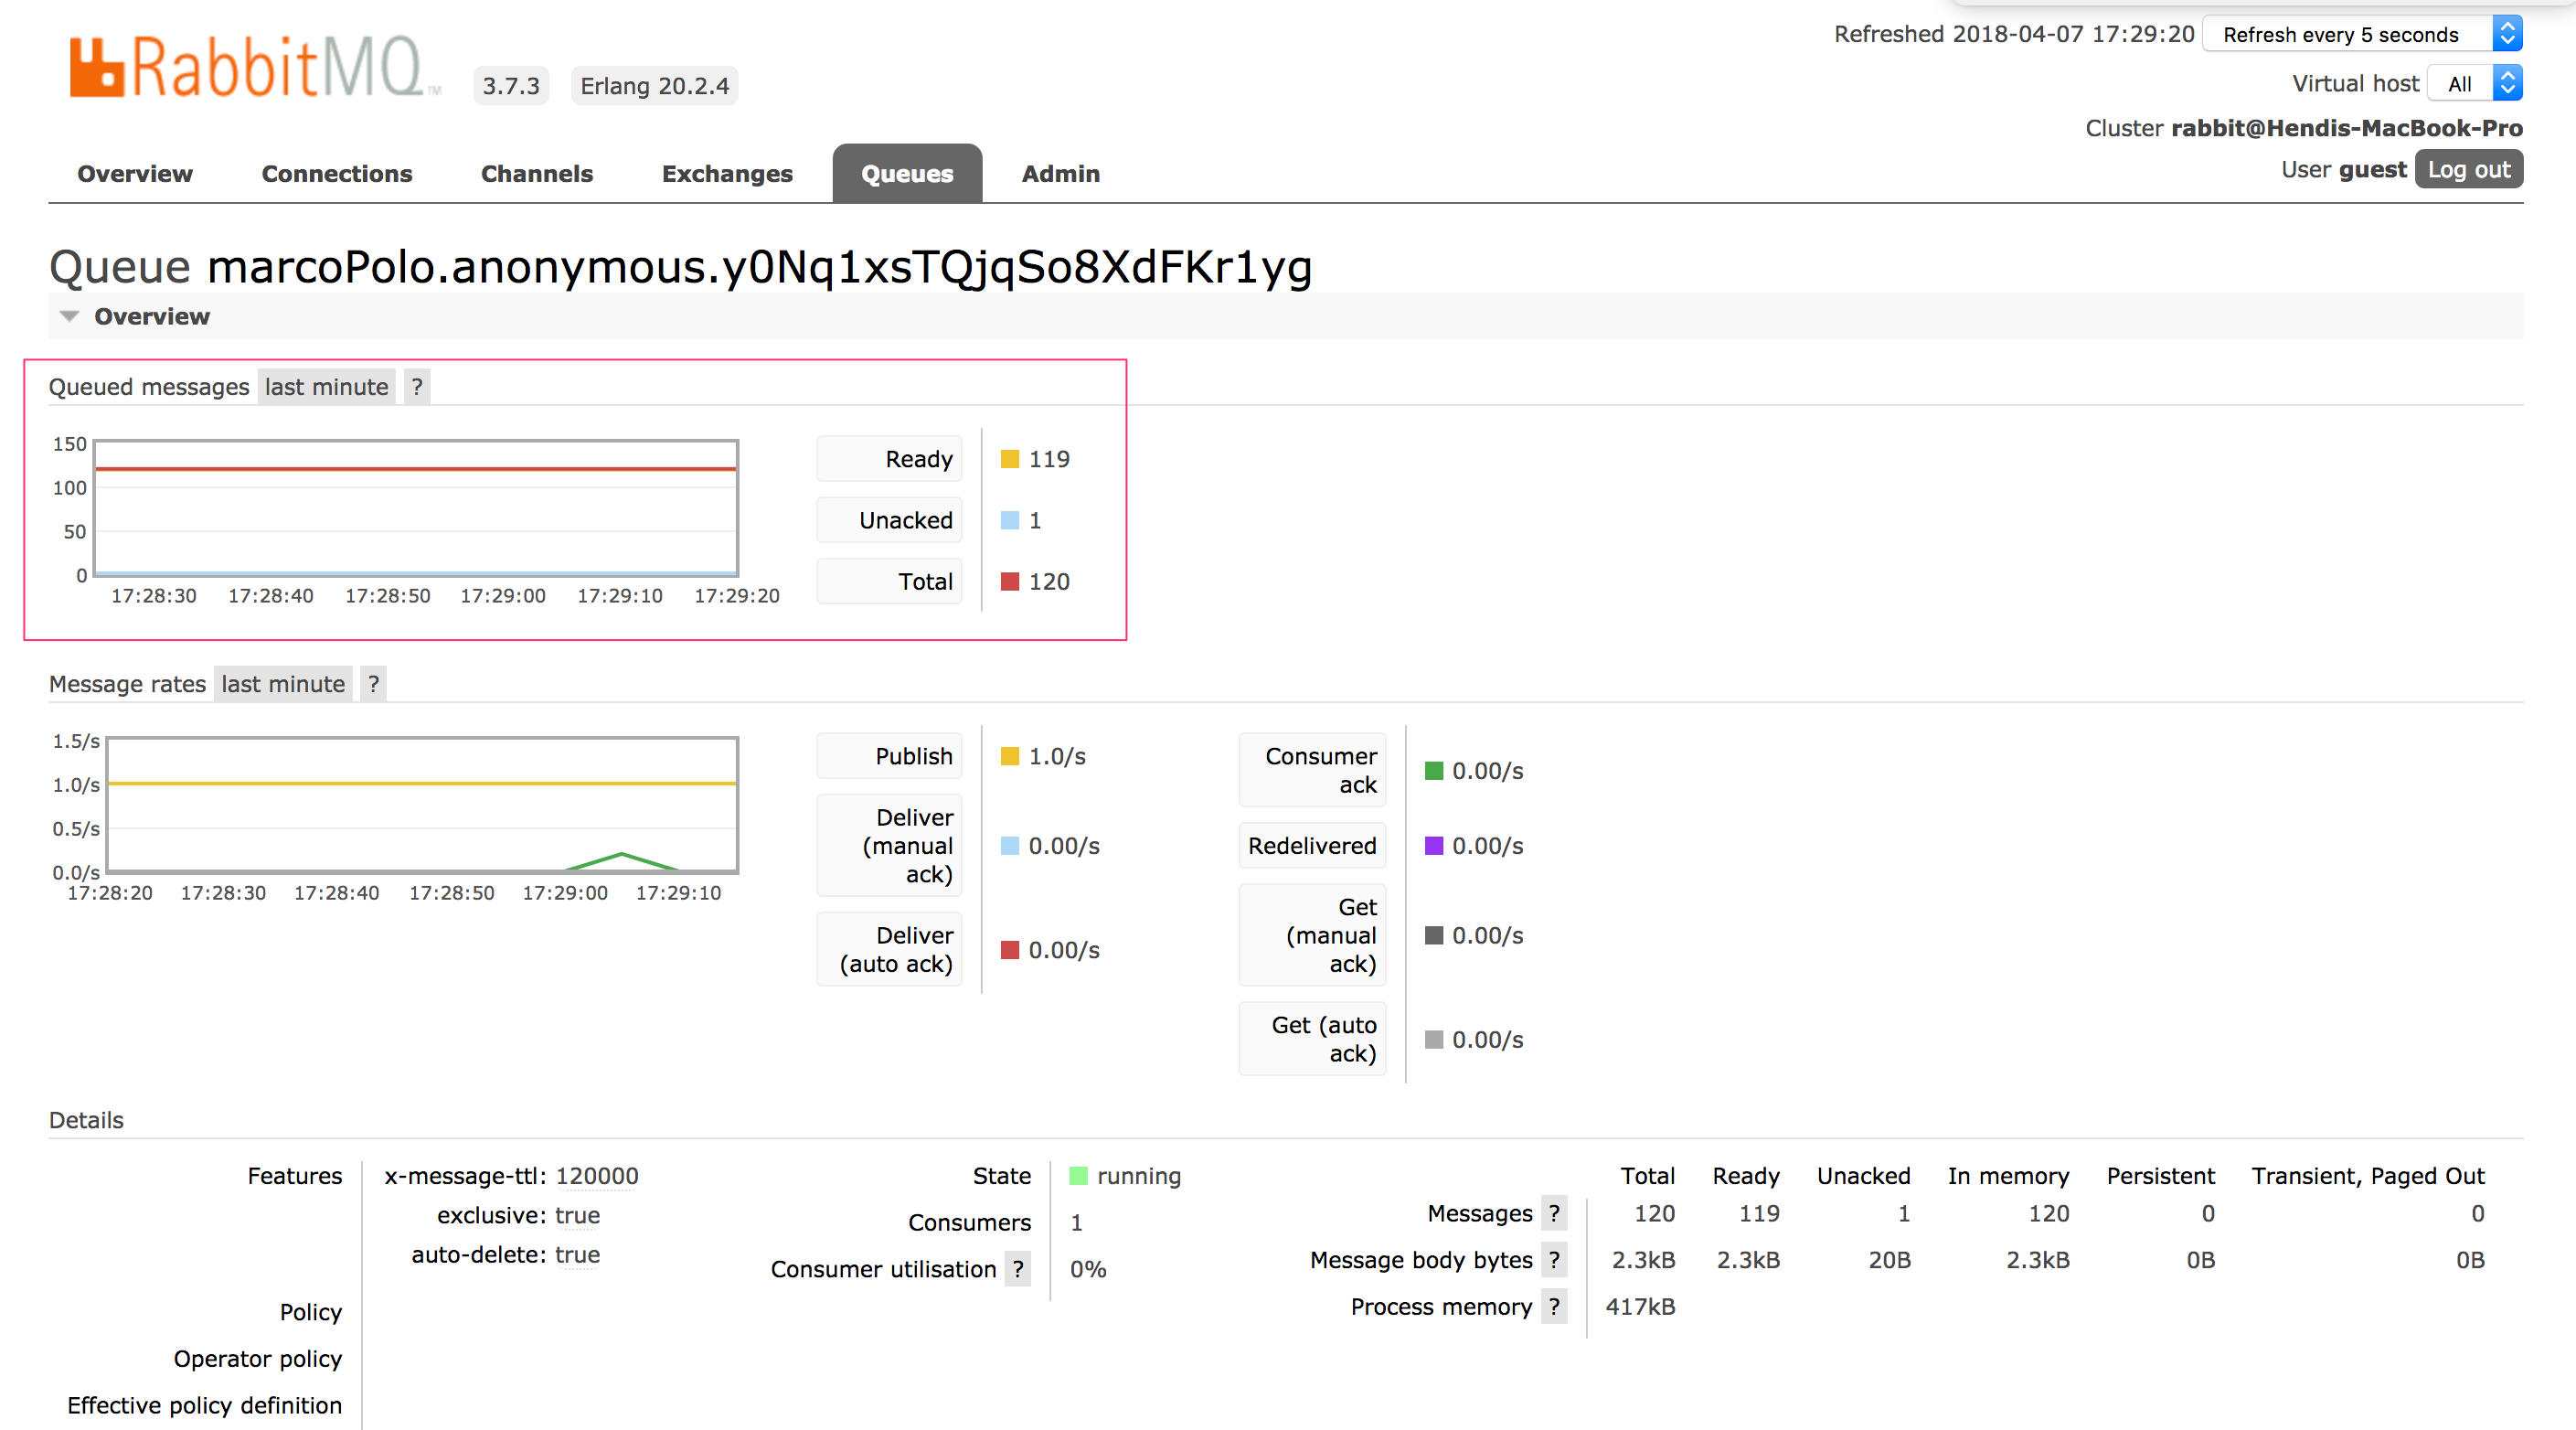 RabbitMQ TM 3.7.3 Erlang 20.2.4
Refreshed 2018-04-07 17:29:20 Refresh every 5 seconds
Virtual host All
Cluster rabbit@Hendis-MacBook-Pro
User guest Log out
Overview Connections Channels Exchanges Queues Admin
Queue marcoPolo.anonymous.y0Nq1xsTQjqSo8XdFKr1yg
Overview
Queued messages last minute ?
150
100
50
0
17:28:30 17:28:40 17:28:50 17:29:00 17:29:10 17:29:20
Ready 119
Unacked 1
Total 120
Message rates last minute ?
1.5/s
1.0/s
0.5/s
0.0/s
17:28:20 17:28:30 17:28:40 17:28:50 17:29:00 17:29:10
Publish 1.0/s
Deliver
(manual 0.00/s
ack)
Deliver
(auto ack) 0.00/s
Consumer
ack 0.00/s
Redelivered 0.00/s
Get
(manual 0.00/s
ack)
Get (auto
ack) 0.00/s
Details
Features x-message-ttl: 120000
exclusive: true
auto-delete: true
Policy
Operator policy
Effective policy definition
State running
Consumers 1
Consumer utilisation ? 0%
Total Ready Unacked In memory Persistent Transient, Paged Out
Messages ? 120 119 1 120 0 0
Message body bytes ? 2.3kB 2.3kB 20B 2.3kB 0B 0B
Process memory ? 417kB